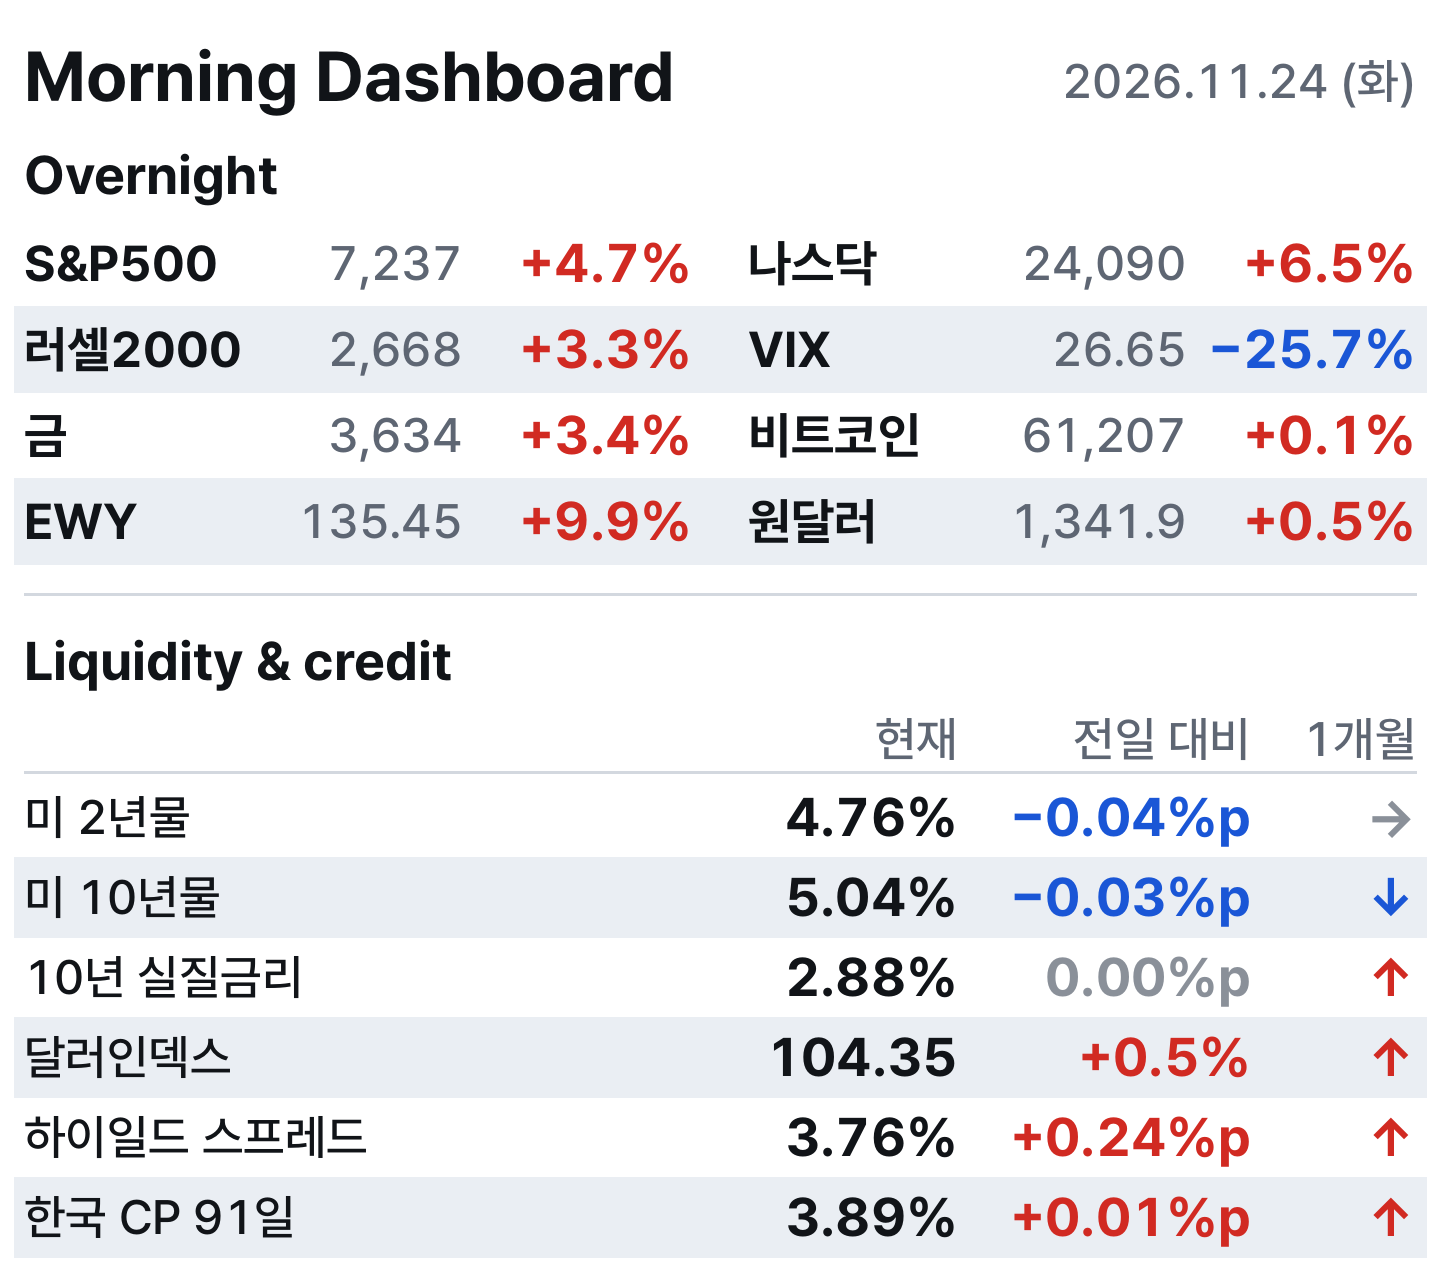 Morning Dashboard 2026.11.24 (화)
Overnight
S&P500 7,237 +4.7% 나스닥 24,090 +6.5%
러셀2000 2,668 +3.3% VIX 26.65 −25.7%
금 3,634 +3.4% 비트코인 61,207 +0.1%
EWY 135.45 +9.9% 원달러 1,341.9 +0.5%
Liquidity & credit
현재 전일 대비 1개월
미 2년물 4.76% −0.04%p →
미 10년물 5.04% −0.03%p ↓
10년 실질금리 2.88% 0.00%p ↑
달러인덱스 104.35 +0.5% ↑
하이일드 스프레드 3.76% +0.24%p ↑
한국 CP 91일 3.89% +0.01%p ↑